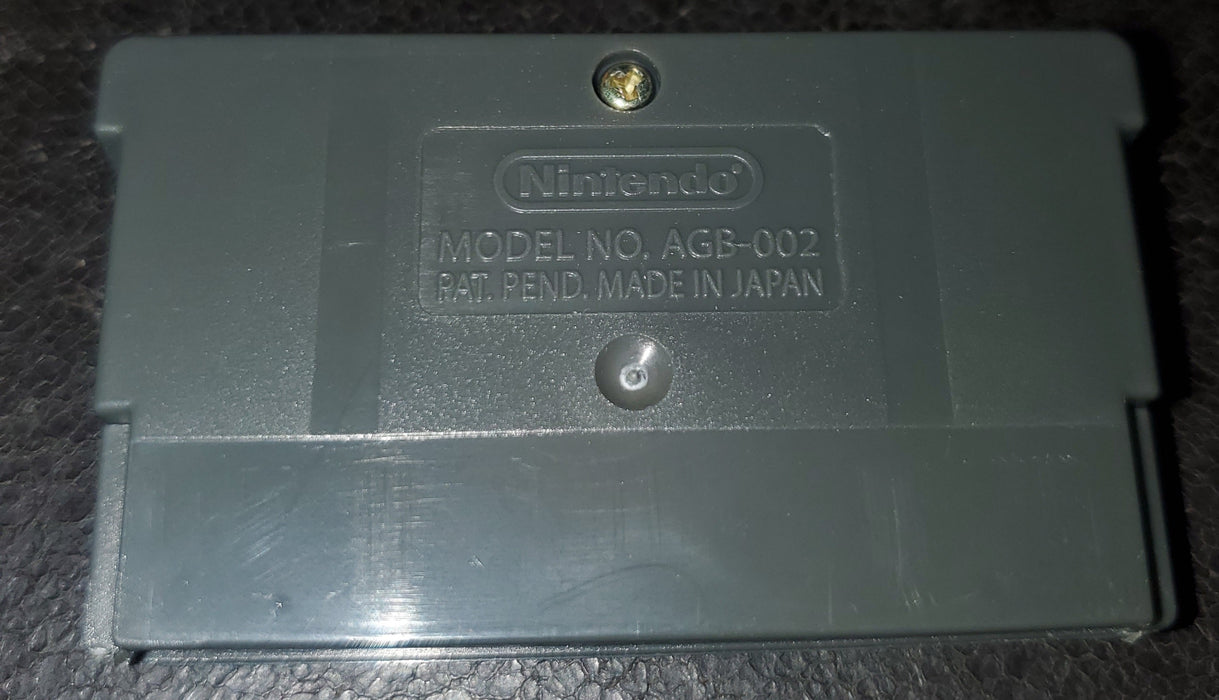 Nintendo®
MODEL NO. AGB-002
PAT. PEND. MADE IN JAPAN